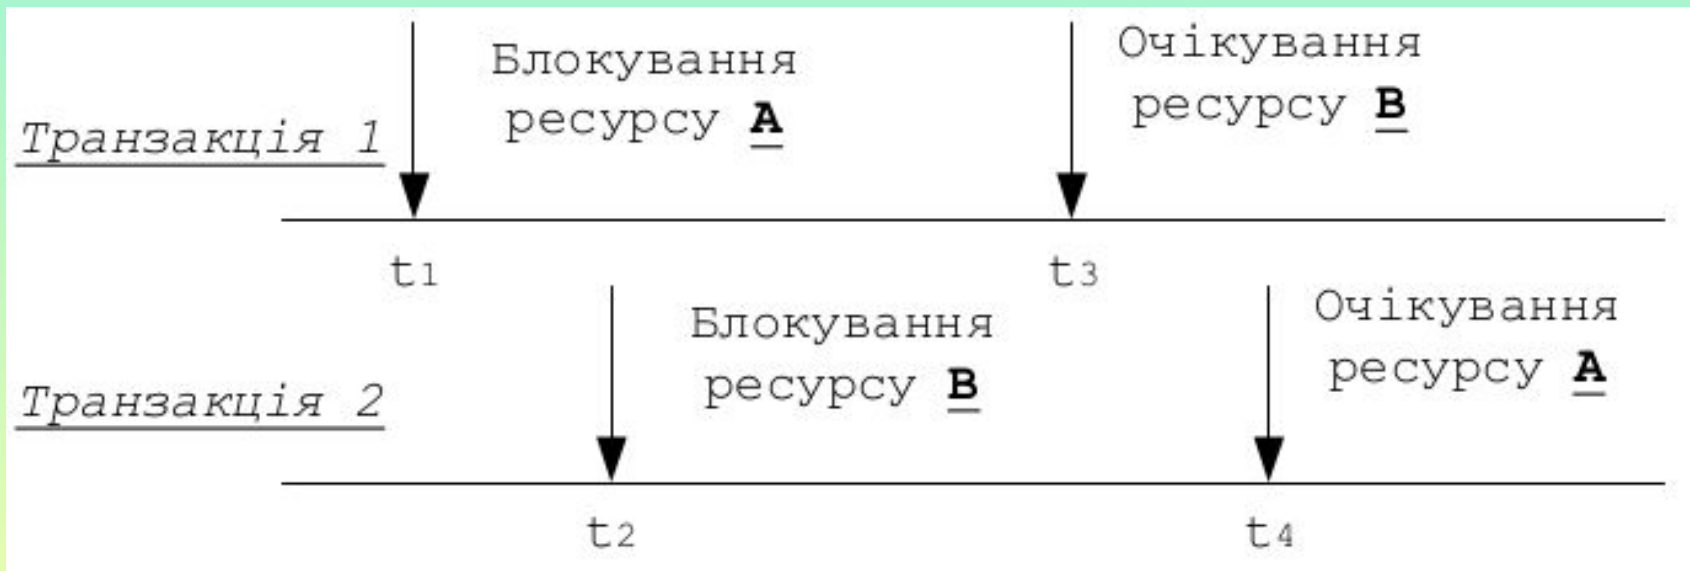 Блокування
ресурсу A
Очікування
ресурсу B
Транзакція 1
t1
t3
Блокування
ресурсу B
Очікування
ресурсу A
Транзакція 2
t2
t4